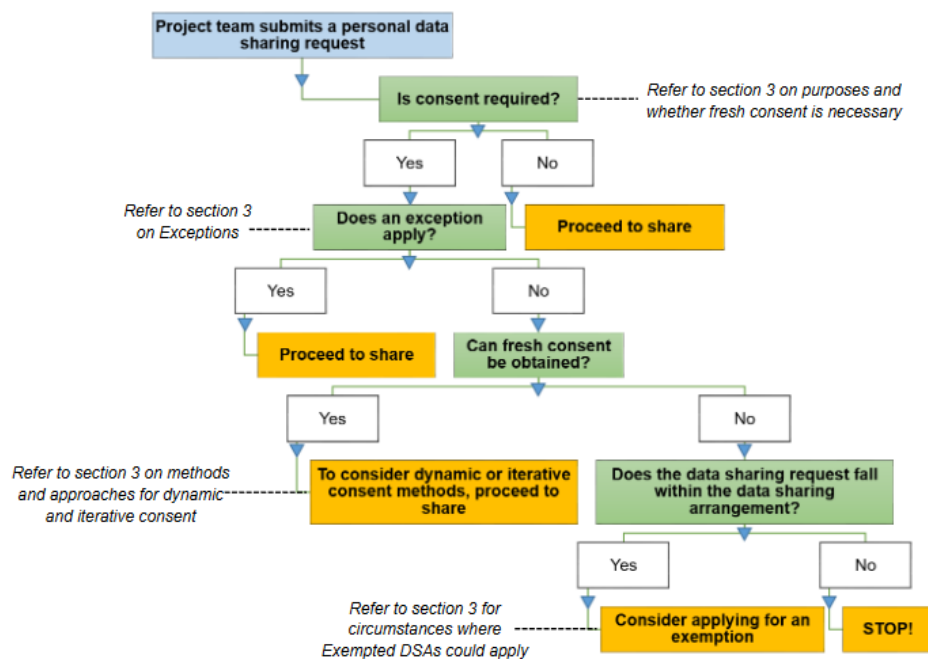 Project team submits a personal data
sharing request
Is consent required?
Refer to section 3 on purposes and
whether fresh consent is necessary
Yes
No
Refer to section 3
on Exceptions
Does an exception
apply?
Proceed to share
Yes
No
Proceed to share
Can fresh consent
be obtained?
Yes
No
Refer to section 3 on methods
and approaches for dynamic
and iterative consent
To consider dynamic or iterative
consent methods, proceed to
share
Does the data sharing request fall
within the data sharing
arrangement?
Yes
No
Refer to section 3 for
circumstances where
Exempted DSAs could apply
Consider applying for an
exemption
STOP!